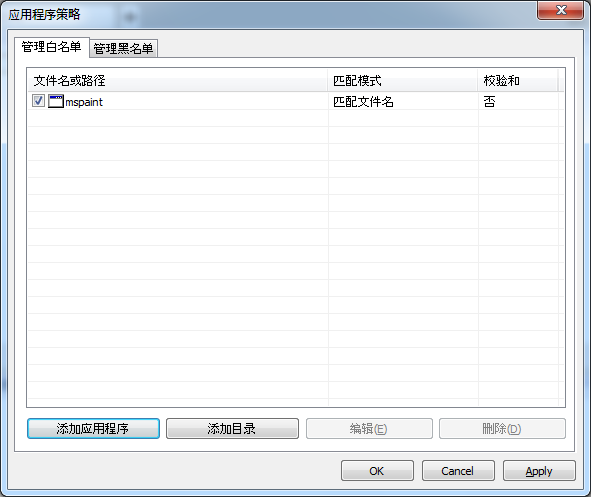 应用程序策略
管理白名单 管理黑名单
文件名或路径 匹配模式 校验和
mspaint 匹配文件名 否
添加应用程序 添加目录 编辑(E) 删除(D)
OK Cancel Apply